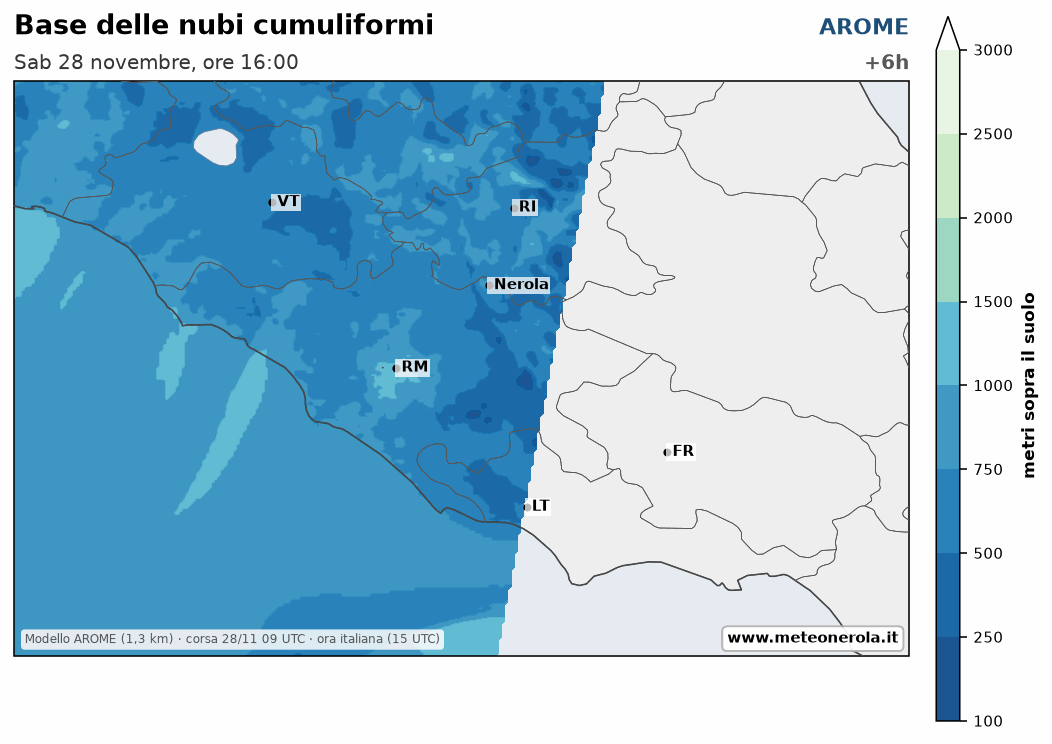 Base delle nubi cumuliformi
AROME
Sab 28 novembre, ore 16:00
+6h
3000
2500
2000
1500
1000
750
500
250
100
metri sopra il suolo
VT
RI
Nerola
RM
FR
LT
Modello AROME (1,3 km) · corsa 28/11 09 UTC · ora italiana (15 UTC)
www.meteonerola.it